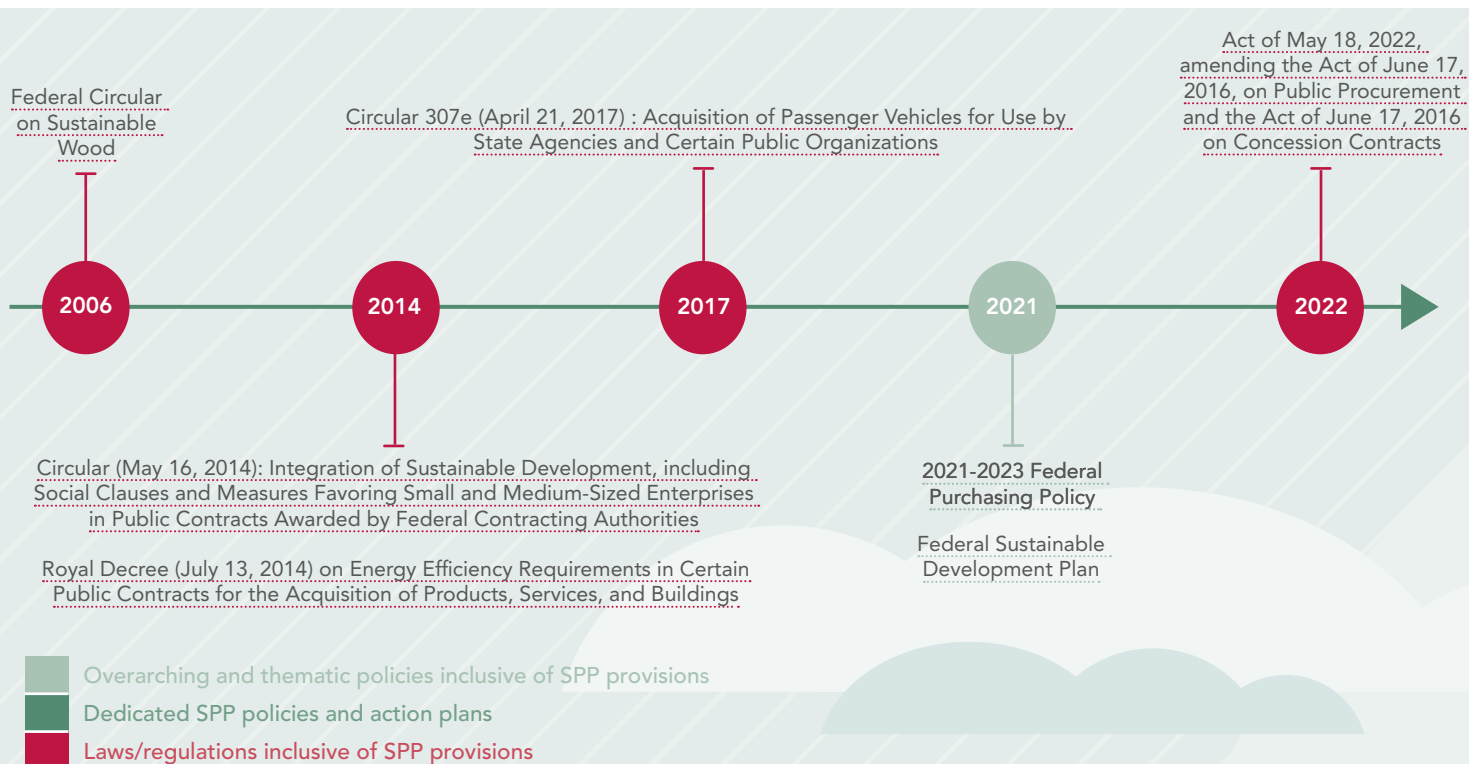 Federal Circular
on Sustainable
Wood
Circular 307e (April 21, 2017) : Acquisition of Passenger Vehicles for Use by
State Agencies and Certain Public Organizations
Act of May 18, 2022,
amending the Act of June 17,
2016, on Public Procurement
and the Act of June 17, 2016
on Concession Contracts
2006
2014
2017
2021
2022
Circular (May 16, 2014): Integration of Sustainable Development, including
Social Clauses and Measures Favoring Small and Medium-Sized Enterprises
in Public Contracts Awarded by Federal Contracting Authorities
Royal Decree (July 13, 2014) on Energy Efficiency Requirements in Certain
Public Contracts for the Acquisition of Products, Services, and Buildings
2021-2023 Federal
Purchasing Policy
Federal Sustainable
Development Plan
Overarching and thematic policies inclusive of SPP provisions
Dedicated SPP policies and action plans
Laws/regulations inclusive of SPP provisions